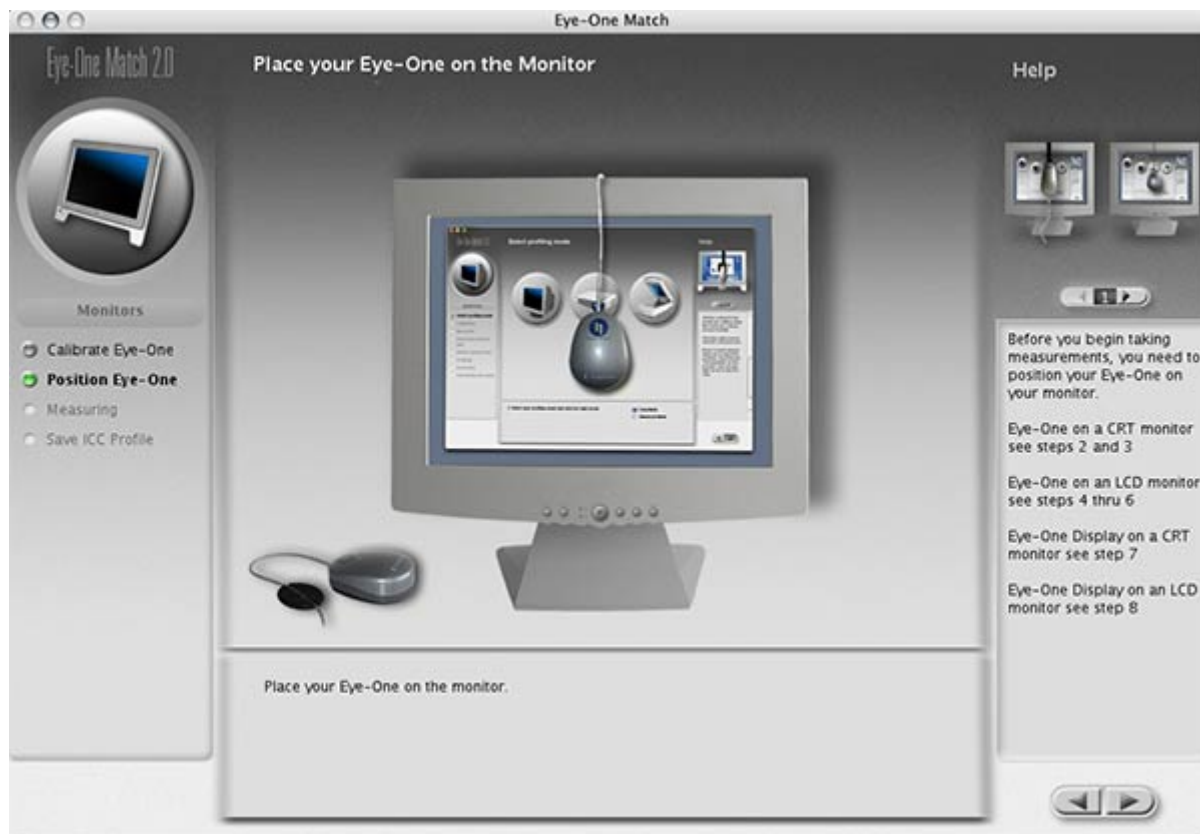 Eye-One Match
Eye-One Match 2.0
Place your Eye-One on the Monitor
Help
Monitors
Calibrate Eye-One
Position Eye-One
Measuring
Save ICC Profile
Select profiling mode
1
Before you begin taking
measurements, you need to
position your Eye-One on
your monitor.
Eye-One on a CRT monitor
see steps 2 and 3
Eye-One on an LCD monitor
see steps 4 thru 6
Eye-One Display on a CRT
monitor see step 7
Eye-One Display on an LCD
monitor see step 8
Place your Eye-One on the monitor.